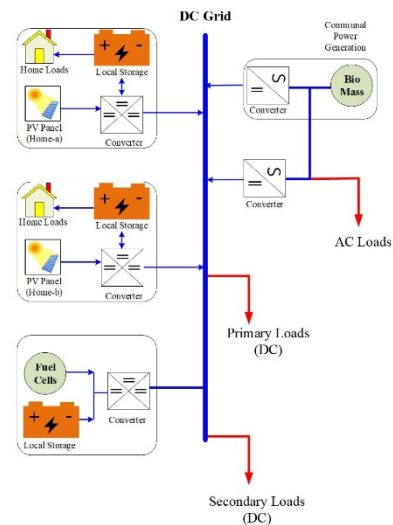 DC Grid
Communal
Power
Generation
Home Loads
Local Storage
PV Panel
(Home-a)
Converter
Converter
Bio
Mass
Converter
AC Loads
Home Loads
Local Storage
PV Panel
(Home-b)
Converter
Primary Loads
(DC)
Fuel
Cells
Local Storage
Converter
Secondary Loads
(DC)